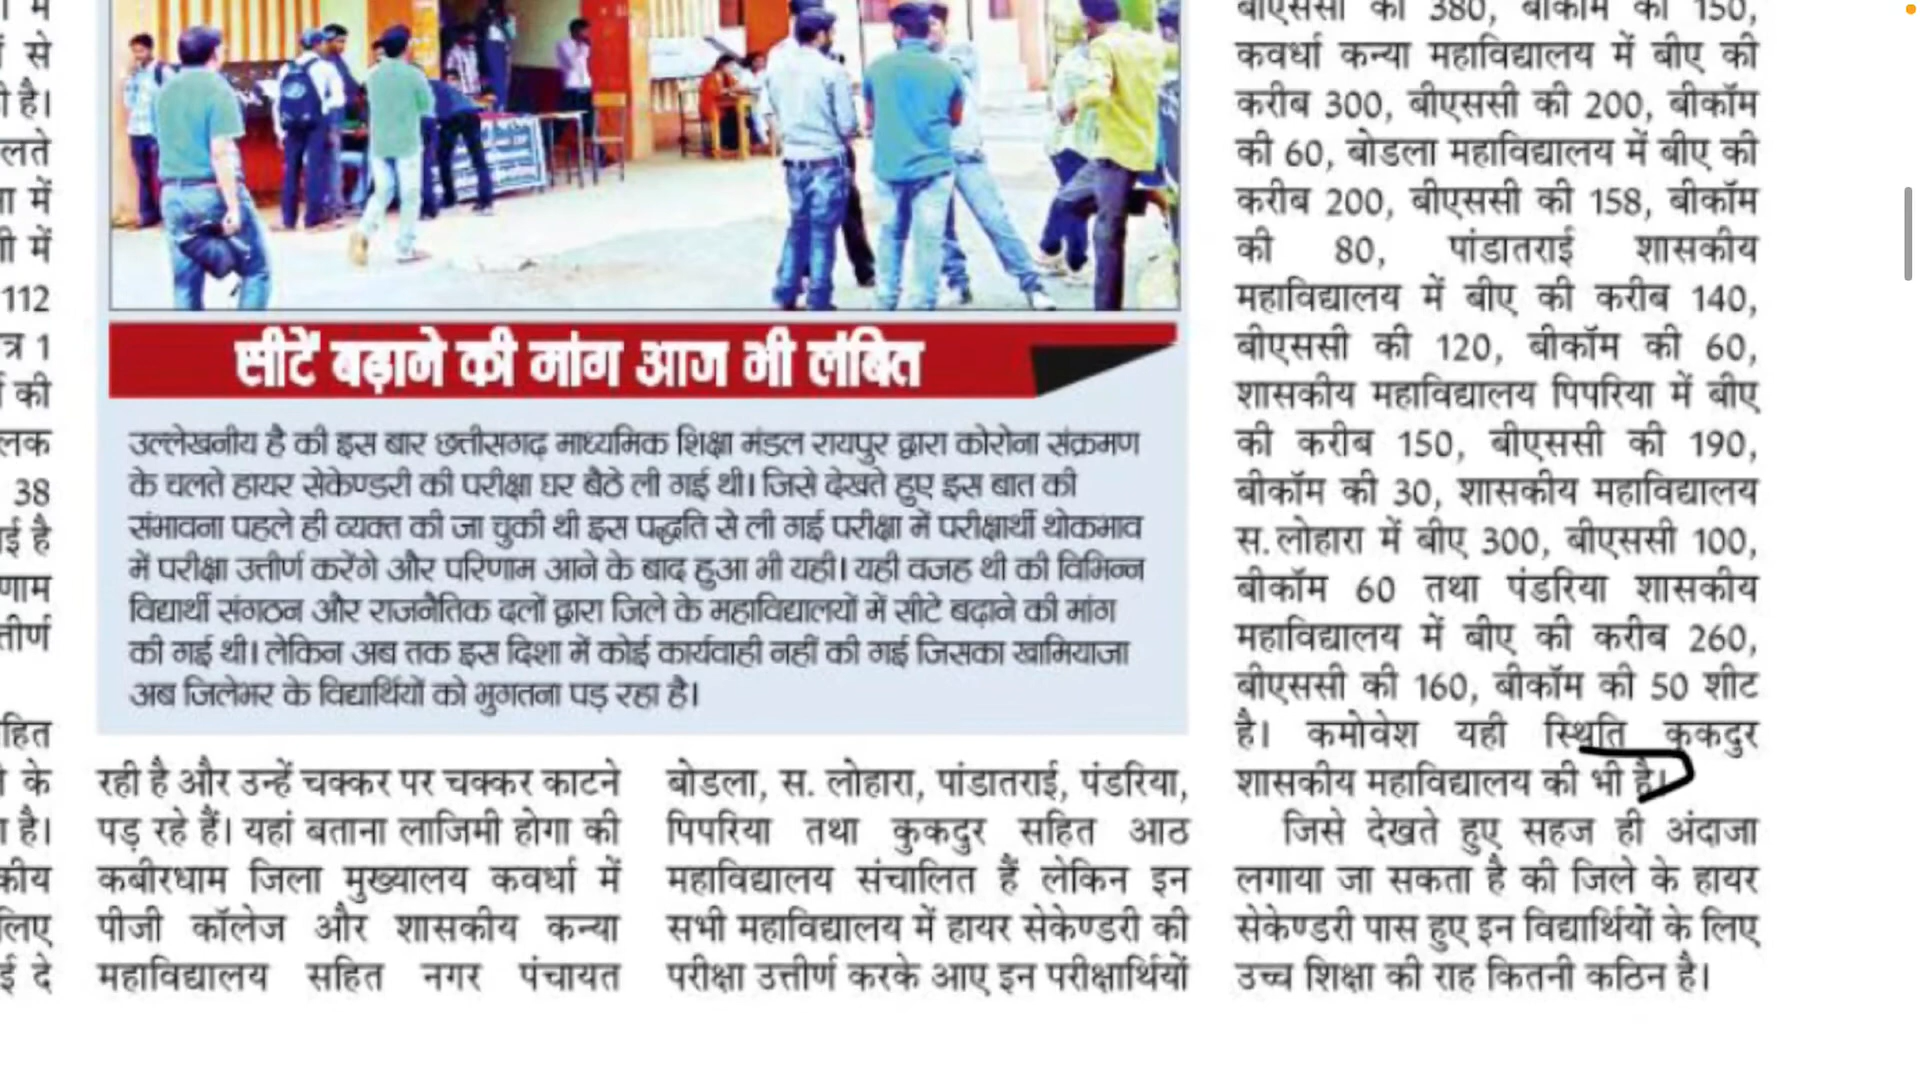 में
से
है।
लते
में
में
112
1
की
लक
38
है
णाम
तीर्ण
हित
के
है।
कीय
लिए
दे
सीटें बढ़ाने की मांग आज भी लंबित
उल्लेखनीय है की इस बार छत्तीसगढ़ माध्यमिक शिक्षा मंडल रायपुर द्वारा कोरोना संक्रमण
के चलते हायर सेकेण्डरी की परीक्षा घर बैठे ली गई थी। जिसे देखते हुए इस बात की
संभावना पहले ही व्यक्त की जा चुकी थी इस पद्धति से ली गई परीक्षा में परीक्षार्थी थोकभाव
में परीक्षा उत्तीर्ण करेंगे और परिणाम आने के बाद हुआ भी यही। यही वजह थी की विभिन्न
विद्यार्थी संगठन और राजनैतिक दलों द्वारा जिले के महाविद्यालयों में सीटे बढ़ाने की मांग
की गई थी। लेकिन अब तक इस दिशा में कोई कार्यवाही नहीं की गई जिसका खामियाजा
अब जिलेभर के विद्यार्थियों को भुगतना पड़ रहा है।
रही है और उन्हें चक्कर पर चक्कर काटने
पड़ रहे हैं। यहां बताना लाजिमी होगा की
कबीरधाम जिला मुख्यालय कवर्धा में
पीजी कॉलेज और शासकीय कन्या
महाविद्यालय सहित नगर पंचायत
बोडला, स. लोहारा, पांडातराई, पंडरिया,
पिपरिया तथा कुकदुर सहित आठ
महाविद्यालय संचालित हैं लेकिन इन
सभी महाविद्यालय में हायर सेकेण्डरी की
परीक्षा उत्तीर्ण करके आए इन परीक्षार्थियों
बीएससी की 380, बीकॉम की 150,
कवर्धा कन्या महाविद्यालय में बीए की
करीब 300, बीएससी की 200, बीकॉम
की 60, बोडला महाविद्यालय में बीए की
करीब 200, बीएससी की 158, बीकॉम
की 80, पांडातराई शासकीय
महाविद्यालय में बीए की करीब 140,
बीएससी की 120, बीकॉम की 60,
शासकीय महाविद्यालय पिपरिया में बीए
की करीब 150, बीएससी की 190,
बीकॉम की 30, शासकीय महाविद्यालय
स.लोहारा में बीए 300, बीएससी 100,
बीकॉम 60 तथा पंडरिया शासकीय
महाविद्यालय में बीए की करीब 260,
बीएससी की 160, बीकॉम की 50 शीट
है। कमोवेश यही स्थिति कुकदुर
शासकीय महाविद्यालय की भी है।
जिसे देखते हुए सहज ही अंदाजा
लगाया जा सकता है की जिले के हायर
सेकेण्डरी पास हुए इन विद्यार्थियों के लिए
उच्च शिक्षा की राह कितनी कठिन है।